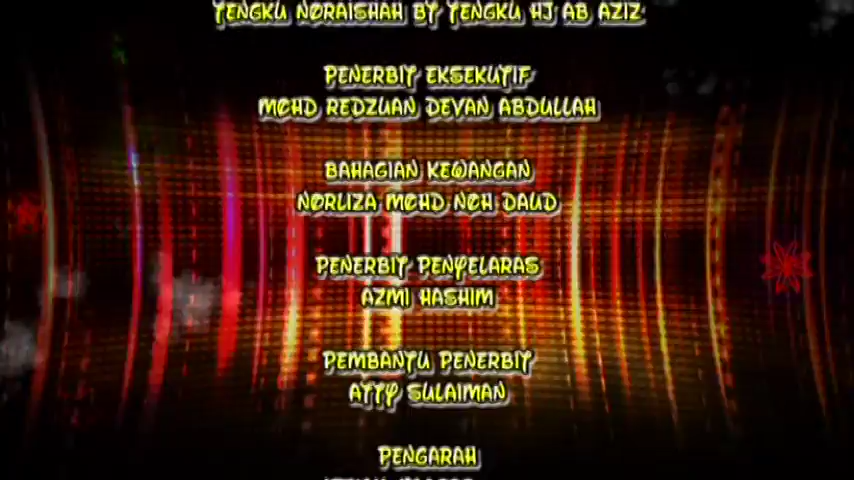 TENGKU NORAISHAH BT TENGKU HJ AB AZIZ
PENERBIT EKSEKUTIF
MOHD REDZUAN DEVAN ABDULLAH
BAHAGIAN KEWANGAN
NORLIZA MOHD NOH DAUD
PENERBIT PENYELARAS
AZMI HASHIM
PEMBANTU PENERBIT
ATTY SULAIMAN
PENGARAH